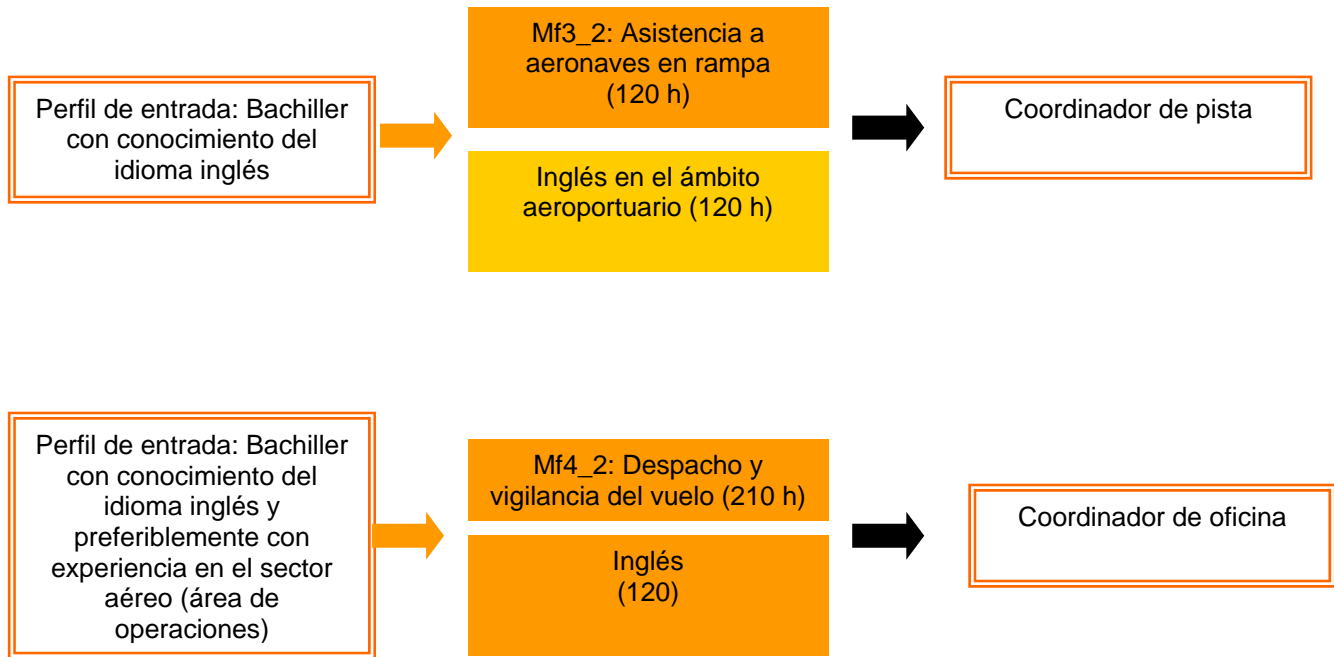 Perfil de entrada: Bachiller
con conocimiento del
idioma inglés
Mf3_2: Asistencia a
aeronaves en rampa
(120 h)
Inglés en el ámbito
aeroportuario (120 h)
Coordinador de pista
Perfil de entrada: Bachiller
con conocimiento del
idioma inglés y
preferiblemente con
experiencia en el sector
aéreo (área de
operaciones)
Mf4_2: Despacho y
vigilancia del vuelo (210 h)
Inglés
(120)
Coordinador de oficina